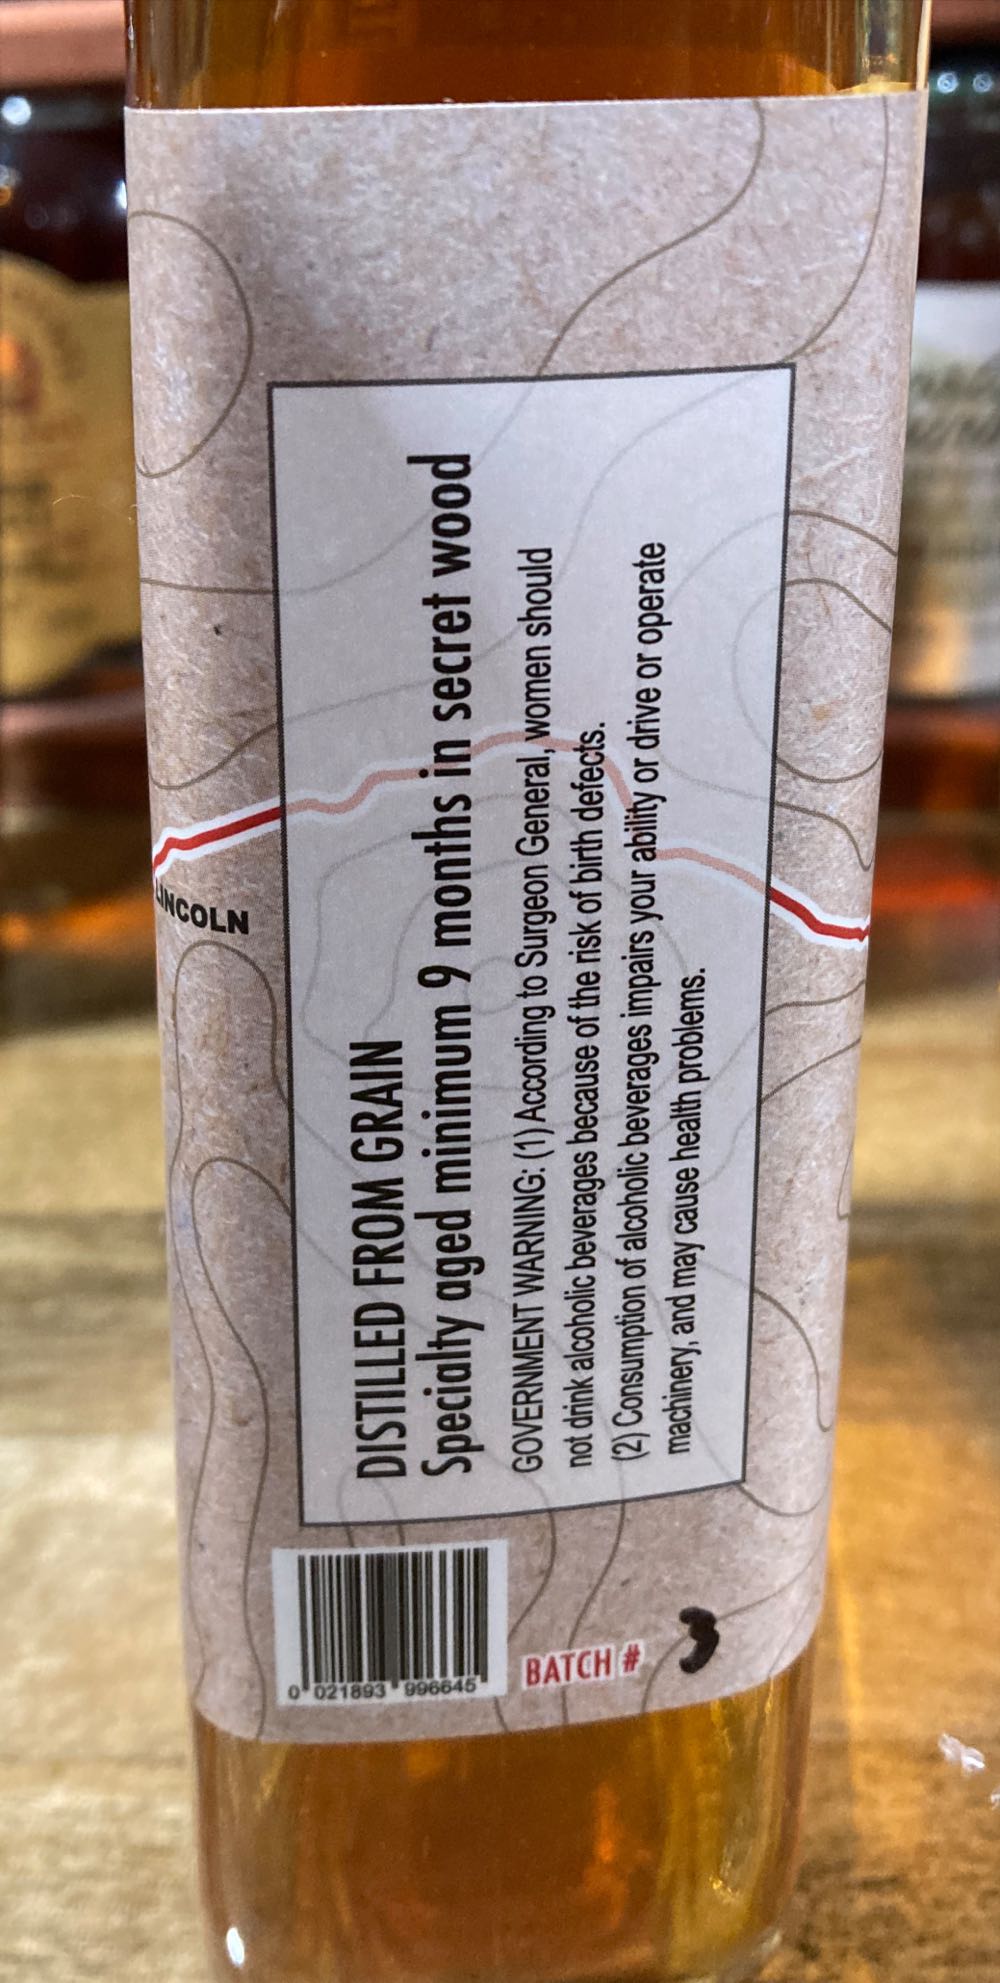 LINCOLN
DISTILLED FROM GRAIN
Specialty aged minimum 9 months in secret wood
GOVERNMENT WARNING: (1) According to Surgeon General, women should
not drink alcoholic beverages because of the risk of birth defects.
(2) Consumption of alcoholic beverages impairs your ability or drive or operate
machinery, and may cause health problems.
0 021893 996645
BATCH #
3